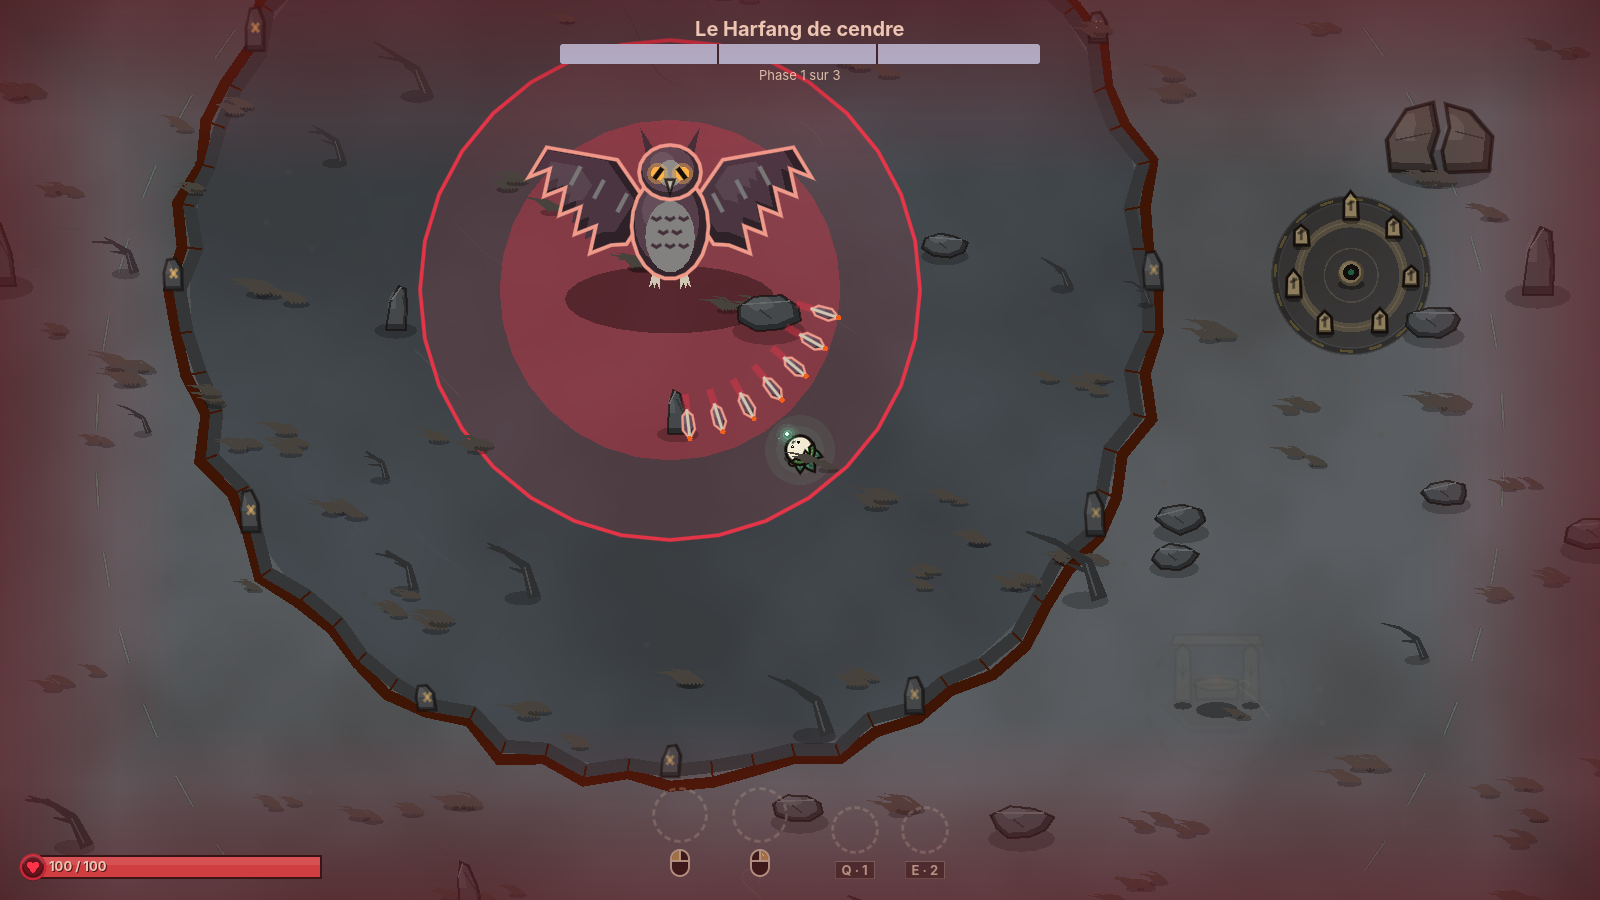 Le Harfang de cendre
Phase 1 sur 3
100 / 100
Q · 1
E · 2